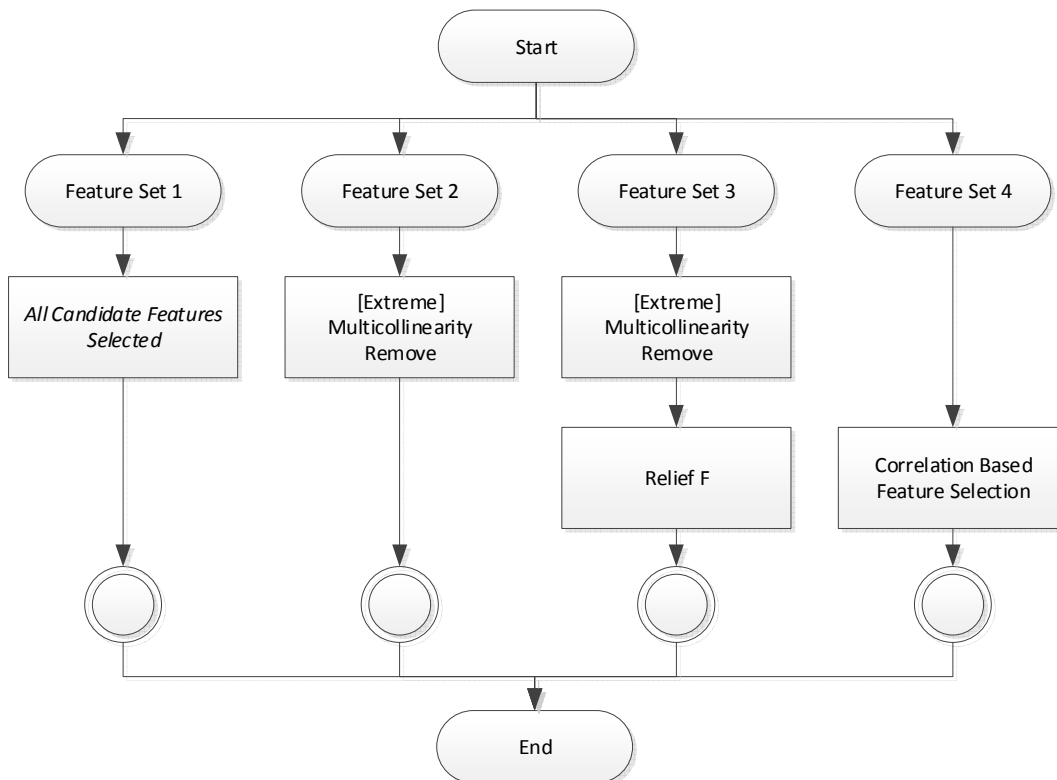 Start
Feature Set 1
Feature Set 2
Feature Set 3
Feature Set 4
All Candidate Features
Selected
[Extreme]
Multicollinearity
Remove
[Extreme]
Multicollinearity
Remove
Relief F
Correlation Based
Feature Selection
End